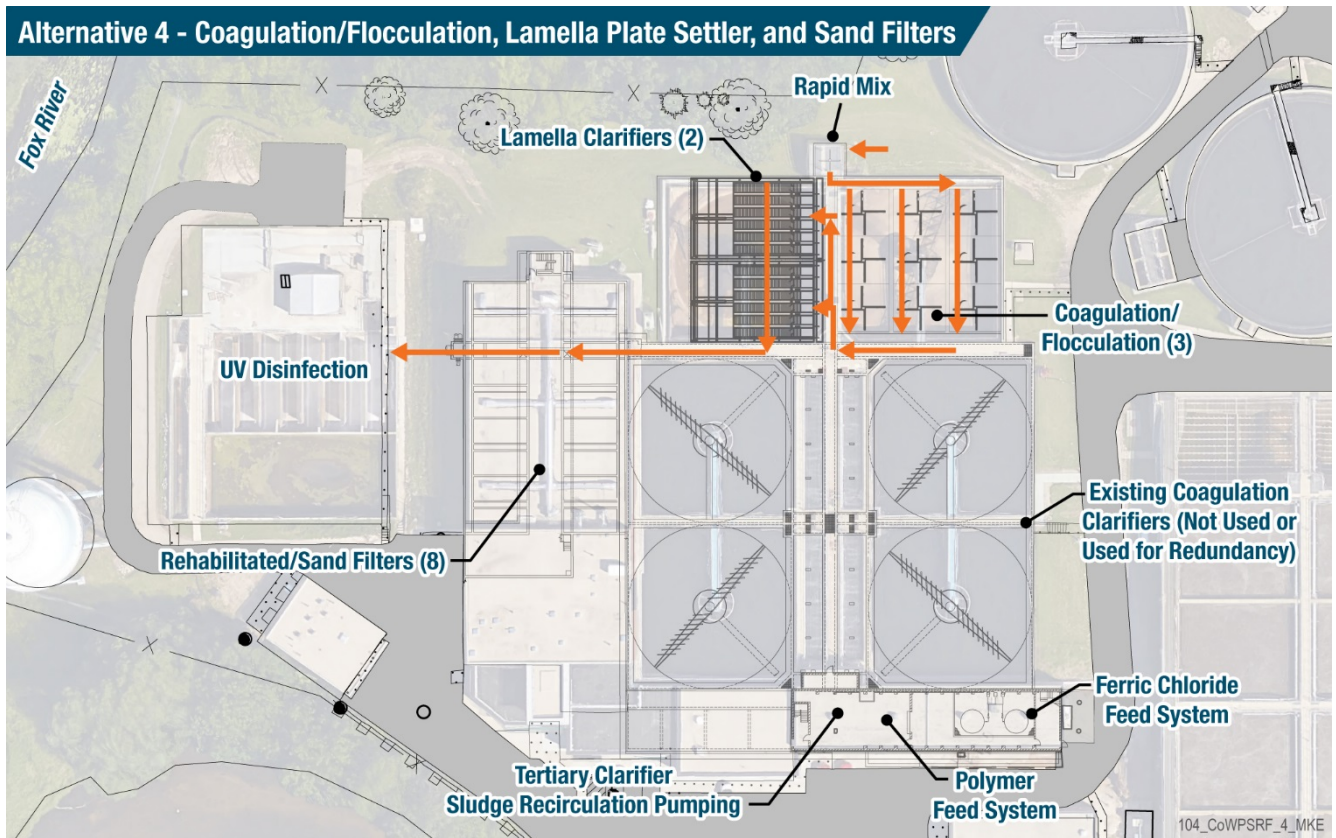 Alternative 4 - Coagulation/Flocculation, Lamella Plate Settler, and Sand Filters
Fox River
Rapid Mix
Lamella Clarifiers (2)
Coagulation/
Flocculation (3)
UV Disinfection
Existing Coagulation
Clarifiers (Not Used or
Used for Redundancy)
Rehabilitated/Sand Filters (8)
Ferric Chloride
Feed System
Tertiary Clarifier
Sludge Recirculation Pumping
Polymer
Feed System
104_CoWPSRF_4_MKE